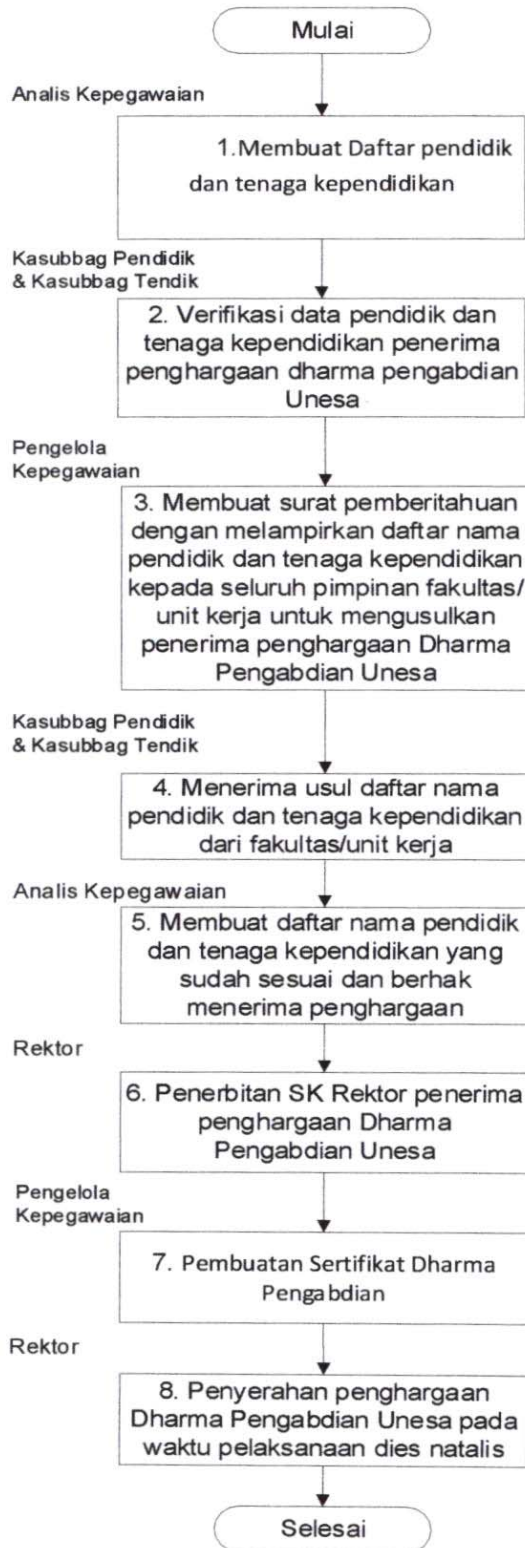 Mulai
Analis Kepegawaian
1.Membuat Daftar pendidik
dan tenaga kependidikan
Kasubbag Pendidik
& Kasubbag Tendik
2. Verifikasi data pendidik dan
tenaga kependidikan penerima
penghargaan dharma pengabdian
Unesa
Pengelola
Kepegawaian
3. Membuat surat pemberitahuan
dengan melampirkan daftar nama
pendidik dan tenaga kependidikan
kepada seluruh pimpinan fakultas/
unit kerja untuk mengusulkan
penerima penghargaan Dharma
Pengabdian Unesa
Kasubbag Pendidik
& Kasubbag Tendik
4. Menerima usul daftar nama
pendidik dan tenaga kependidikan
dari fakultas/unit kerja
Analis Kepegawaian
5. Membuat daftar nama pendidik
dan tenaga kependidikan yang
sudah sesuai dan berhak
menerima penghargaan
Rektor
6. Penerbitan SK Rektor penerima
penghargaan Dharma
Pengabdian Unesa
Pengelola
Kepegawaian
7. Pembuatan Sertifikat Dharma
Pengabdian
Rektor
8. Penyerahan penghargaan
Dharma Pengabdian Unesa pada
waktu pelaksanaan dies natalis
Selesai